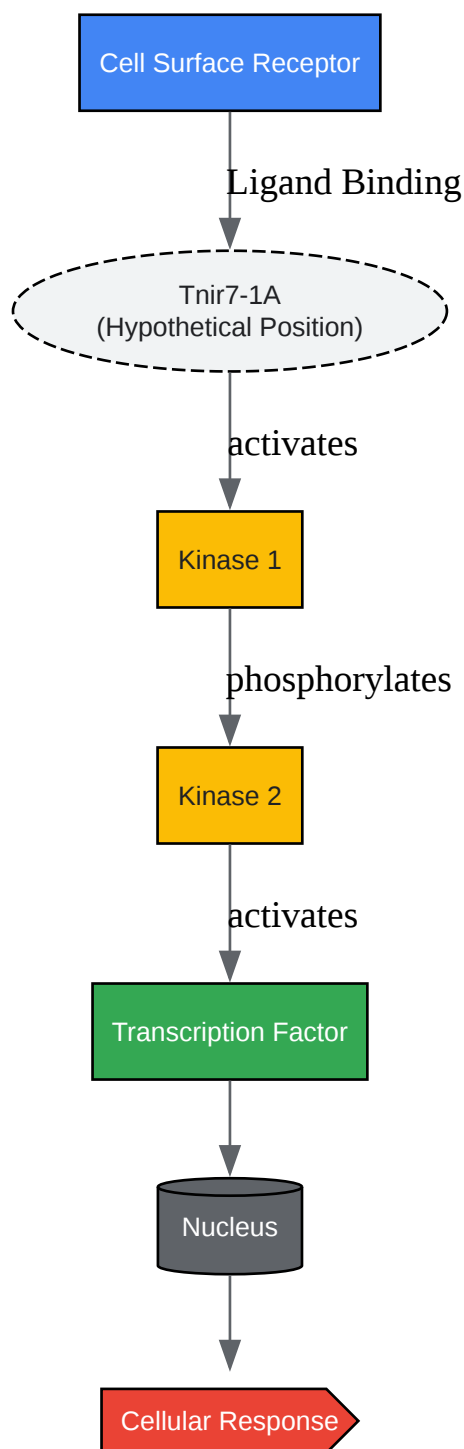 Cell Surface Receptor
Ligand Binding
Tnir7-1A
(Hypothetical Position)
activates
Kinase 1
phosphorylates
Kinase 2
activates
Transcription Factor
Nucleus
Cellular Response